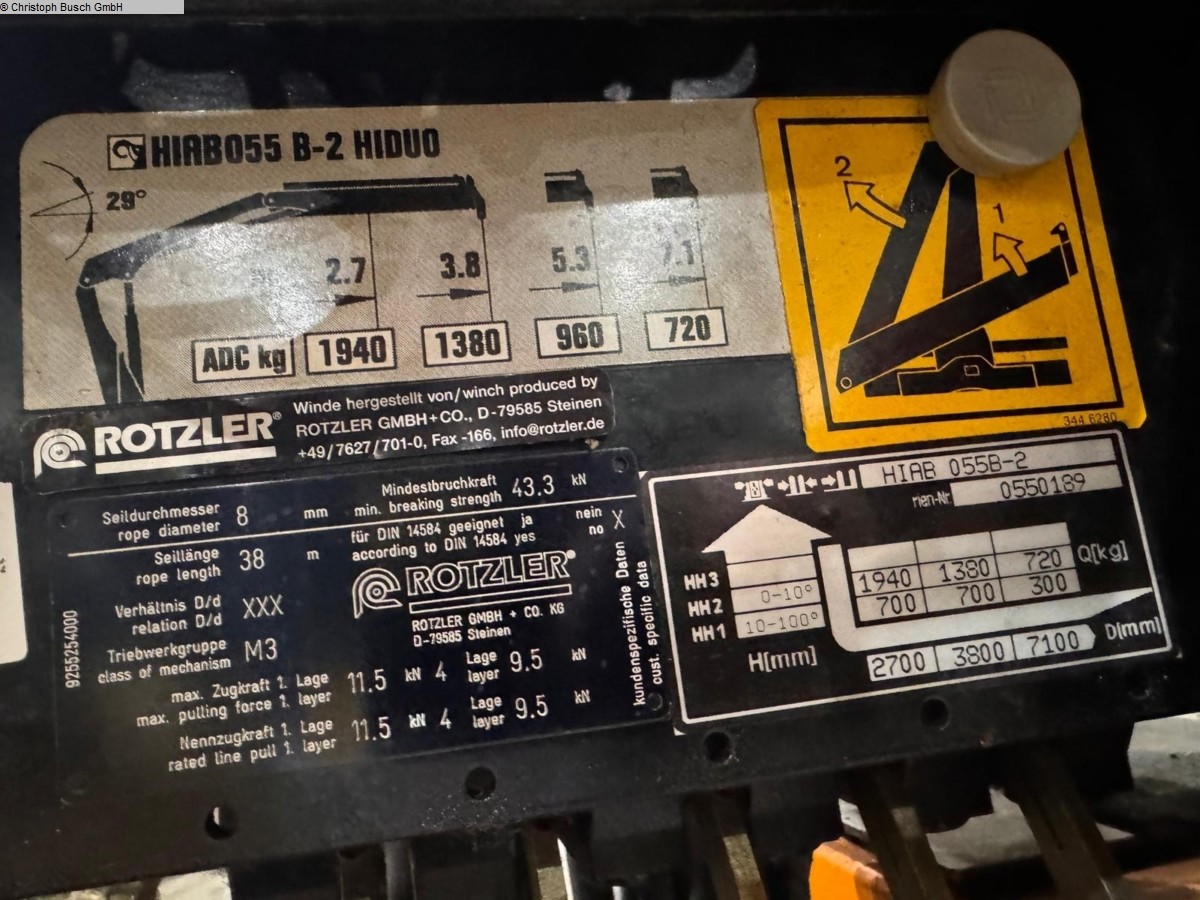 ® Christoph Busch GmbH
HIAB055 B-2 HIDUO
29°
2.7 3.8 5.3 7.1
ADC kg 1940 1380 960 720
2
1
344 6280
ROTZLER®
Winde hergestellt von/winch produced by
ROTZLER GMBH+CO., D-79585 Steinen
+49/7627/701-0, Fax -166, info@rotzler.de
Seildurchmesser
rope diameter 8 mm
Mindestbruchkraft
min. breaking strength 43.3 kN
Seillänge
rope length 38 m
für DIN 14584 geeignet ja nein
according to DIN 14584 yes no X
Verhältnis D/d
relation D/d XXX
ROTZLER®
ROTZLER GMBH + CO. KG
D-79585 Steinen
Triebwerkgruppe
class of mechanism M3
max. Zugkraft 1. Lage
max. pulling force 1. layer 11.5 kN 4 Lage
layer 9.5 kN
Nennzugkraft 1. Lage
rated line pull 1. layer 11.5 kN 4 Lage
layer 9.5 kN
9255254000
kundenspezifische Daten
cust. specific data
HIAB 055B-2
rien-Nr 0550189
HH3
HH2 0-10° 1940 1380 720 Q[kg]
HH1 10-100° 700 700 300
H[mm] 2700 3800 7100 D[mm]